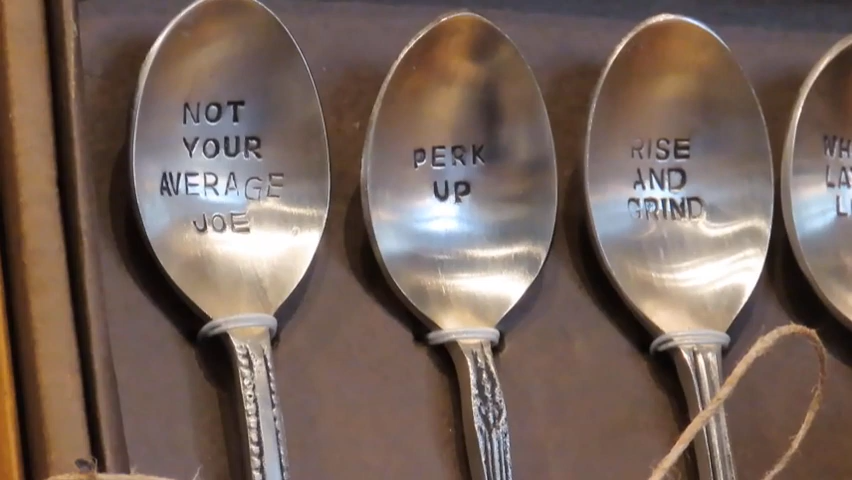 NOT
YOUR
AVERAGE
JOE
PERK
UP
RISE
AND
GRIND